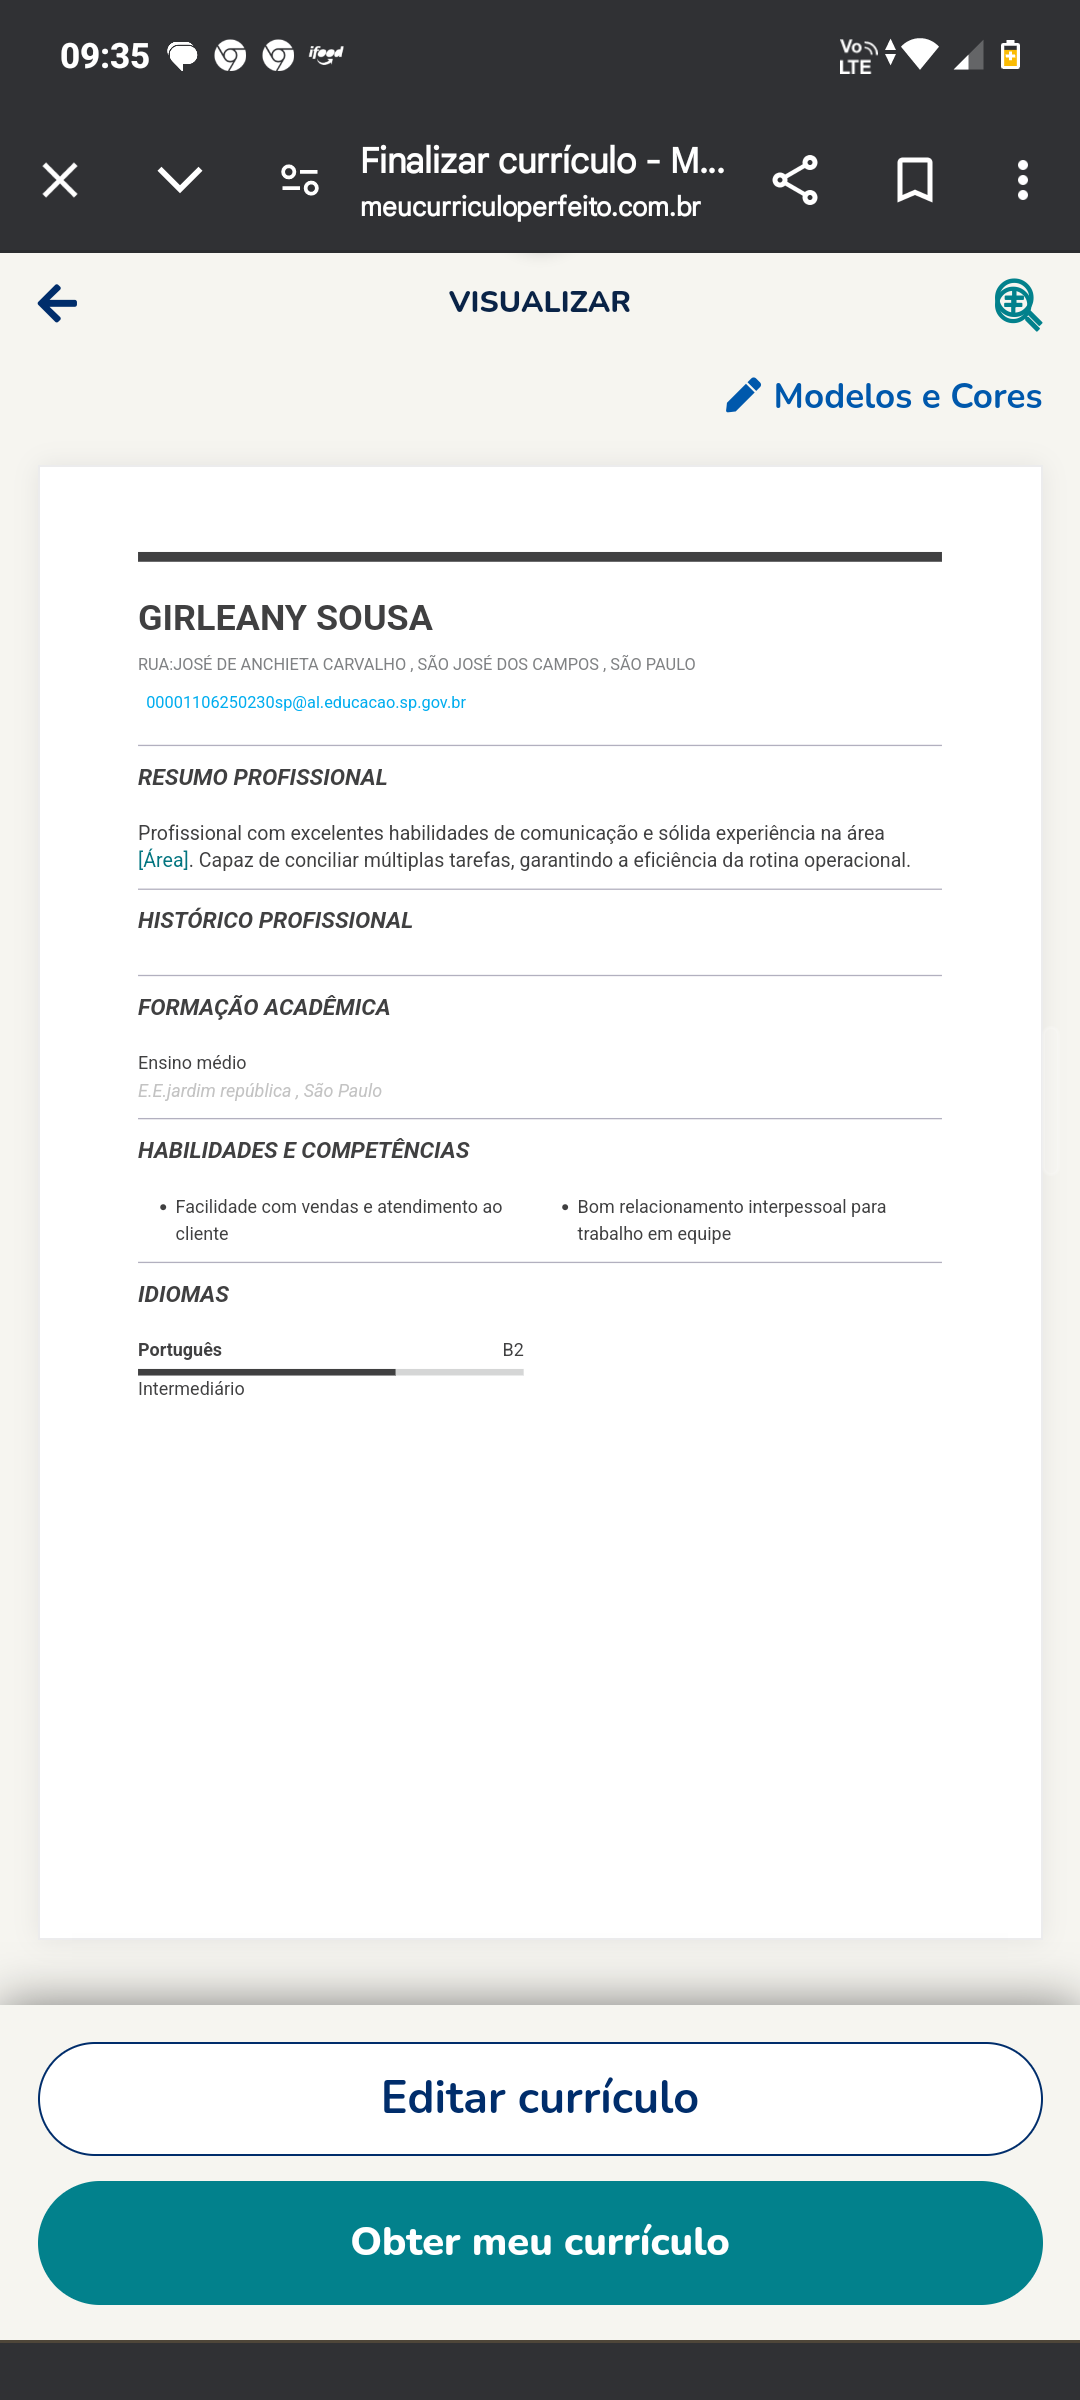 09:35
ifood
Vo
LTE
Finalizar currículo - M...
meucurriculoperfeito.com.br
VISUALIZAR
Modelos e Cores
GIRLEANY SOUSA
RUA:JOSÉ DE ANCHIETA CARVALHO , SÃO JOSÉ DOS CAMPOS , SÃO PAULO
00001106250230sp@al.educacao.sp.gov.br
RESUMO PROFISSIONAL
Profissional com excelentes habilidades de comunicação e sólida experiência na área
[Área]. Capaz de conciliar múltiplas tarefas, garantindo a eficiência da rotina operacional.
HISTÓRICO PROFISSIONAL
FORMAÇÃO ACADÊMICA
Ensino médio
E.E.jardim república , São Paulo
HABILIDADES E COMPETÊNCIAS
• Facilidade com vendas e atendimento ao
cliente
• Bom relacionamento interpessoal para
trabalho em equipe
IDIOMAS
Português B2
Intermediário
Editar currículo
Obter meu currículo